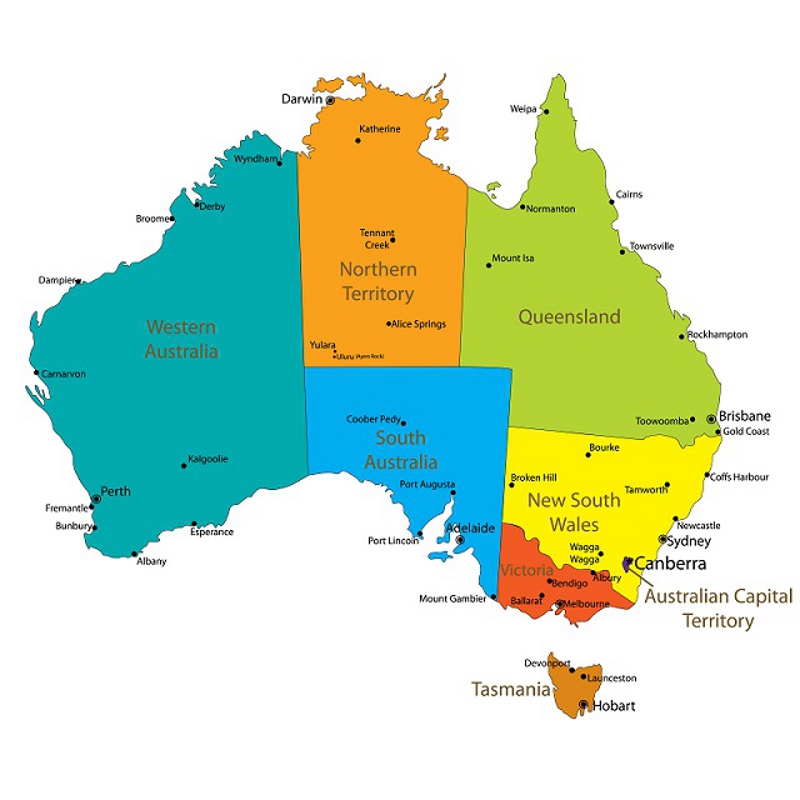 Darwin
Weipa
Katherine
Wyndham
Cairns
Derby
Normanton
Broome
Tennant
Creek
Townsville
Mount Isa
Northern
Territory
Dampier
Queensland
Western
Australia
Alice Springs
Rockhampton
Yulara
Uluru (Ayers Rock)
Carnarvon
Coober Pedy
Toowoomba
Brisbane
Gold Coast
South
Australia
Bourke
Kalgoolie
Broken Hill
Coffs Harbour
Port Augusta
Tamworth
Perth
New South
Wales
Fremantle
Bunbury
Esperance
Adelaide
Newcastle
Port Lincoln
Sydney
Wagga
Wagga
Albany
Canberra
Victoria
Albury
Bendigo
Mount Gambier
Ballarat
Melbourne
Australian Capital
Territory
Devonport
Launceston
Tasmania
Hobart